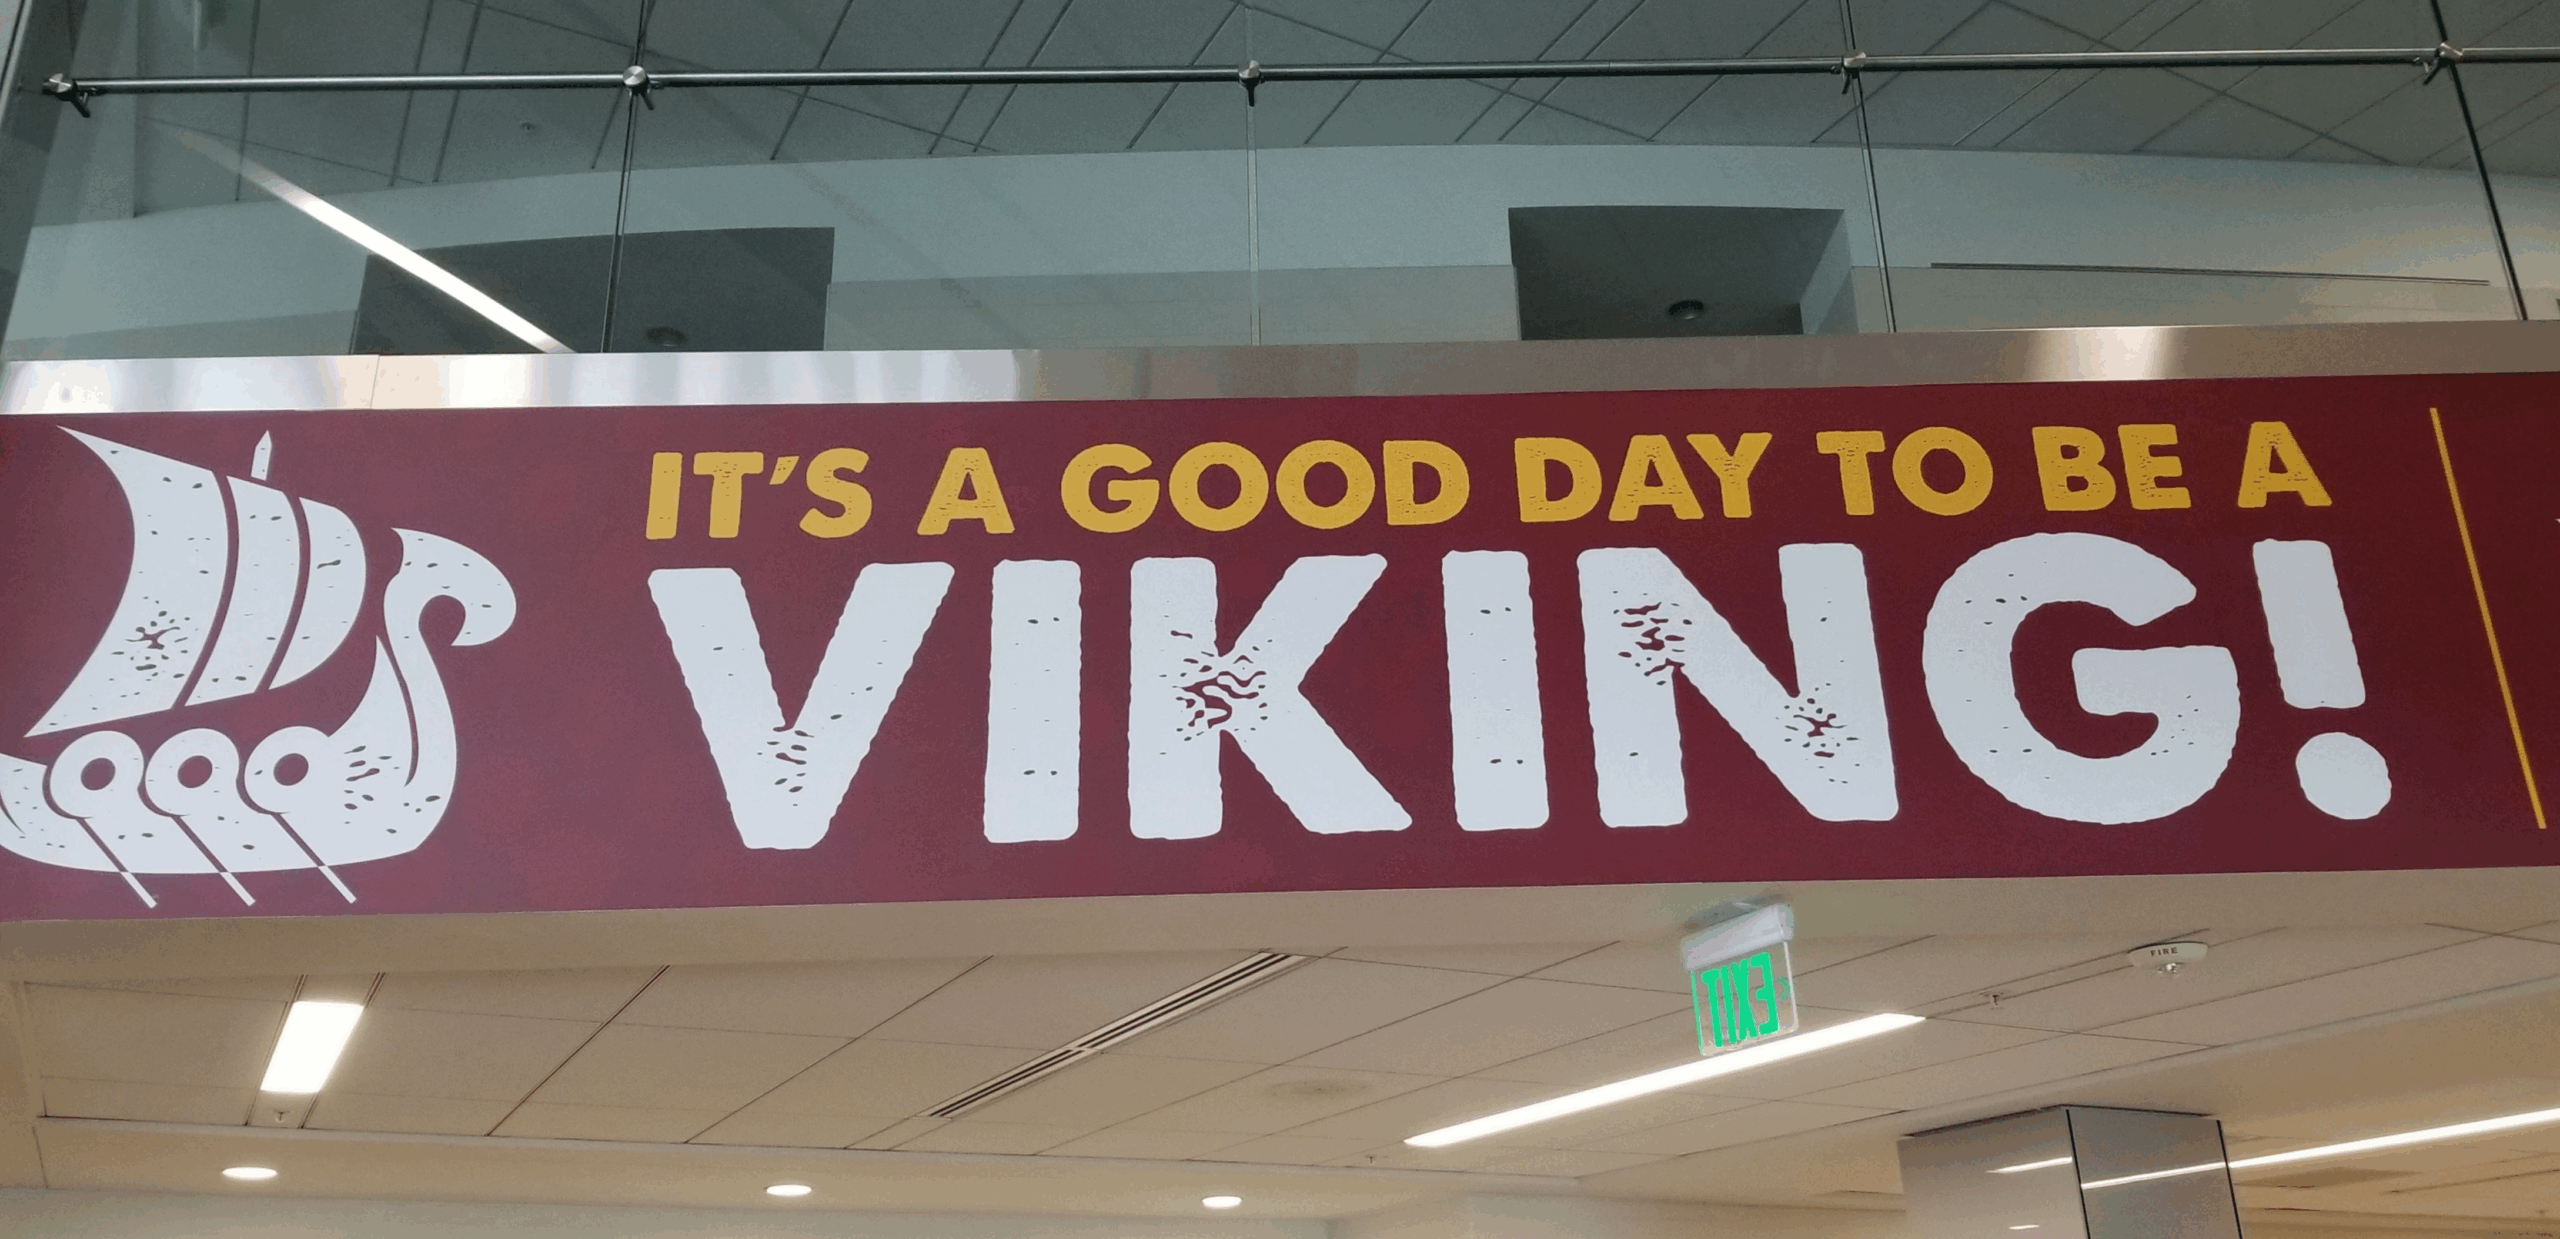 IT'S A GOOD DAY TO BE A
VIKING!
EXIT
FIRE